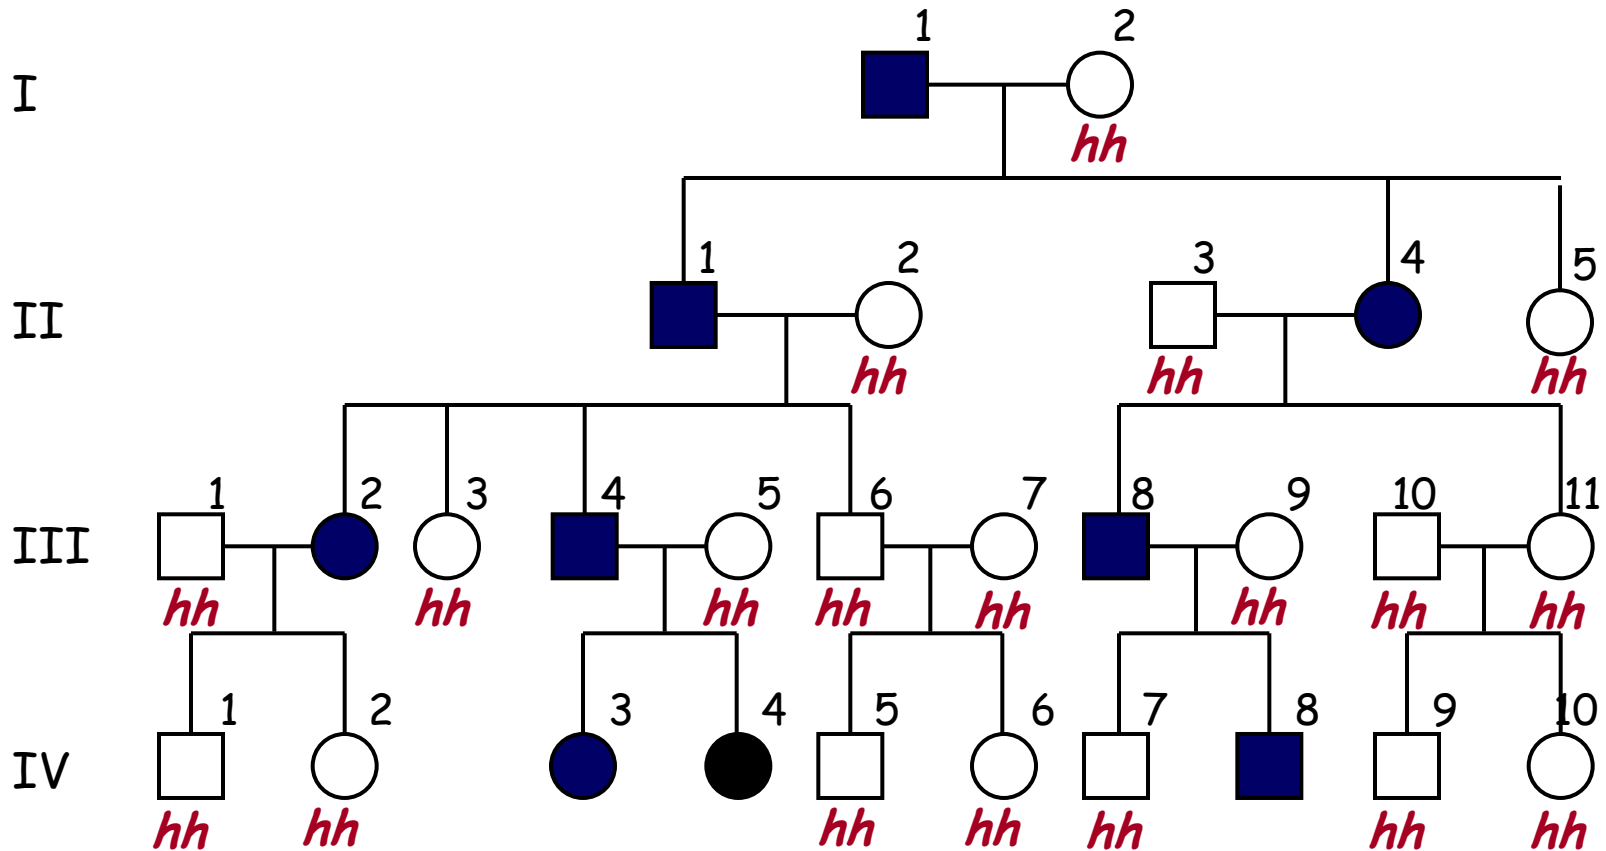 1 2
I
hh
1 2 3 4 5
II
hh hh hh
1 2 3 4 5 6 7 8 9 10 11
III
hh hh hh hh hh hh hh hh
1 2 3 4 5 6 7 8 9 10
IV
hh hh hh hh hh hh hh